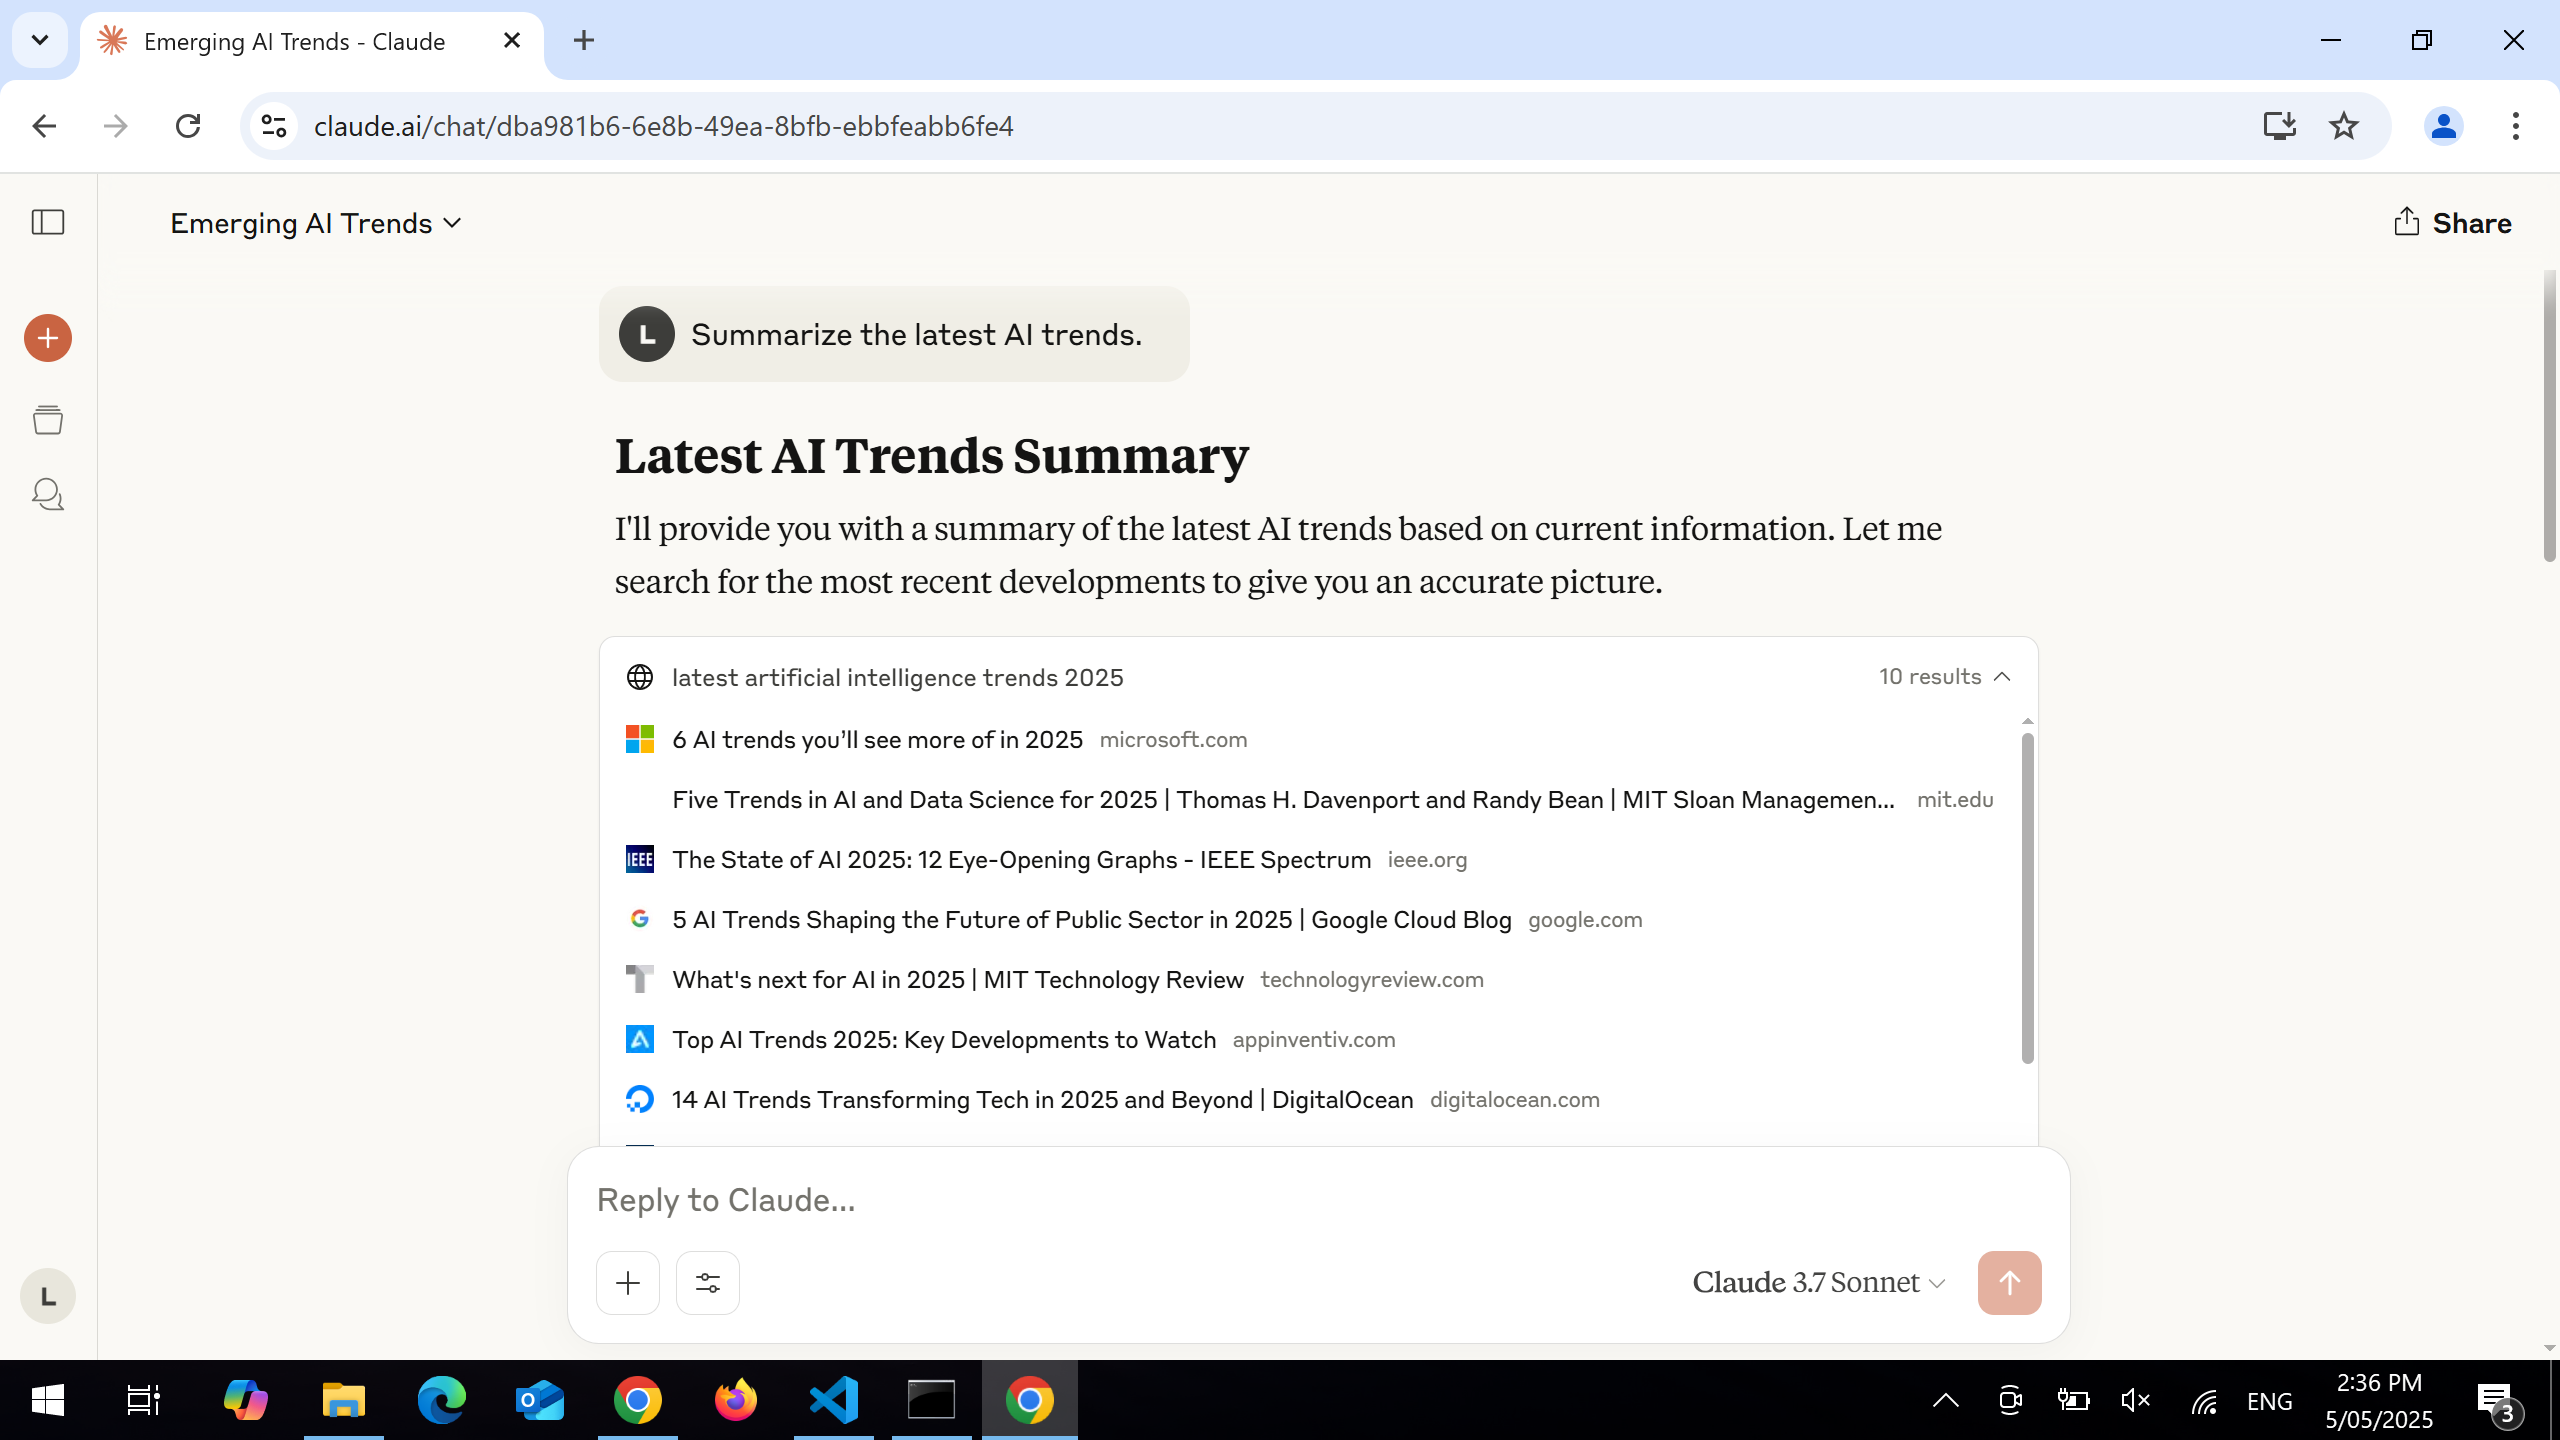 Emerging AI Trends - Claude
claude.ai/chat/dba981b6-6e8b-49ea-8bfb-ebbfeabb6fe4
Emerging AI Trends
Share
L
Summarize the latest AI trends.
Latest AI Trends Summary
I'll provide you with a summary of the latest AI trends based on current information. Let me
search for the most recent developments to give you an accurate picture.
latest artificial intelligence trends 2025
10 results
6 AI trends you’ll see more of in 2025 microsoft.com
Five Trends in AI and Data Science for 2025 | Thomas H. Davenport and Randy Bean | MIT Sloan Managemen... mit.edu
IEEE The State of AI 2025: 12 Eye-Opening Graphs - IEEE Spectrum ieee.org
5 AI Trends Shaping the Future of Public Sector in 2025 | Google Cloud Blog google.com
What's next for AI in 2025 | MIT Technology Review technologyreview.com
Top AI Trends 2025: Key Developments to Watch appinventiv.com
14 AI Trends Transforming Tech in 2025 and Beyond | DigitalOcean digitalocean.com
Reply to Claude...
Claude 3.7 Sonnet
L
ENG
2:36 PM
5/05/2025
3